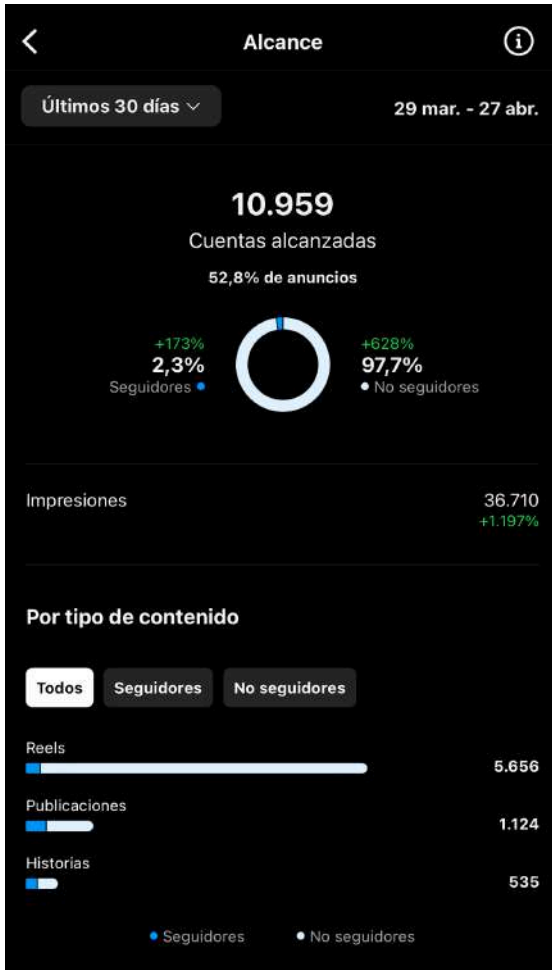 Alcance
Últimos 30 días
29 mar. - 27 abr.
10.959
Cuentas alcanzadas
52,8% de anuncios
+173%
2,3%
Seguidores
+628%
97,7%
No seguidores
Impresiones
36.710
+1.197%
Por tipo de contenido
Todos
Seguidores
No seguidores
Reels
5.656
Publicaciones
1.124
Historias
535
Seguidores
No seguidores